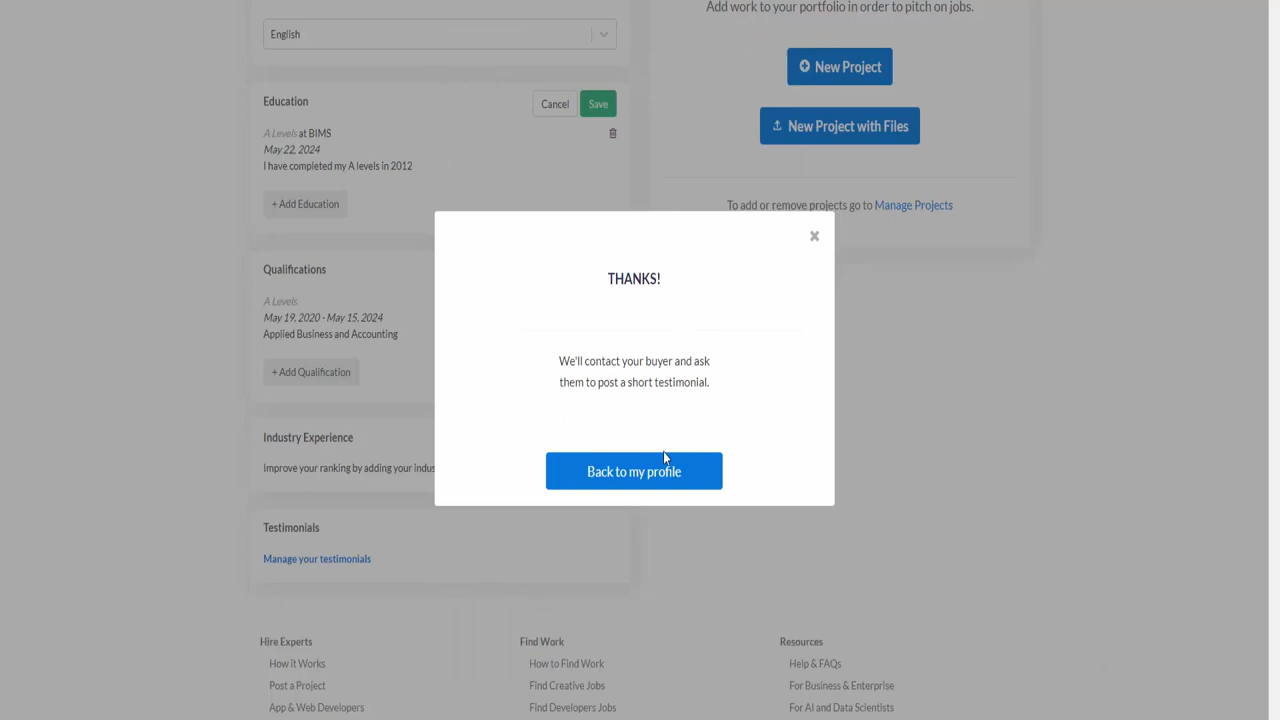 Add work to your portfolio in order to pitch on jobs.
English
New Project
Education
Cancel
Save
New Project with Files
A Levels at BIMS
May 22, 2024
I have completed my A levels in 2012
+ Add Education
To add or remove projects go to Manage Projects
×
THANKS!
Qualifications
A Levels
May 19, 2020 - May 15, 2024
Applied Business and Accounting
We'll contact your buyer and ask
them to post a short testimonial.
+ Add Qualification
Industry Experience
Improve your ranking by adding your
Back to my profile
Testimonials
Manage your testimonials
Hire Experts
How it Works
Post a Project
App & Web Developers
Find Work
How to Find Work
Find Creative Jobs
Find Developers Jobs
Resources
Help & FAQs
For Business & Enterprise
For AI and Data Scientists